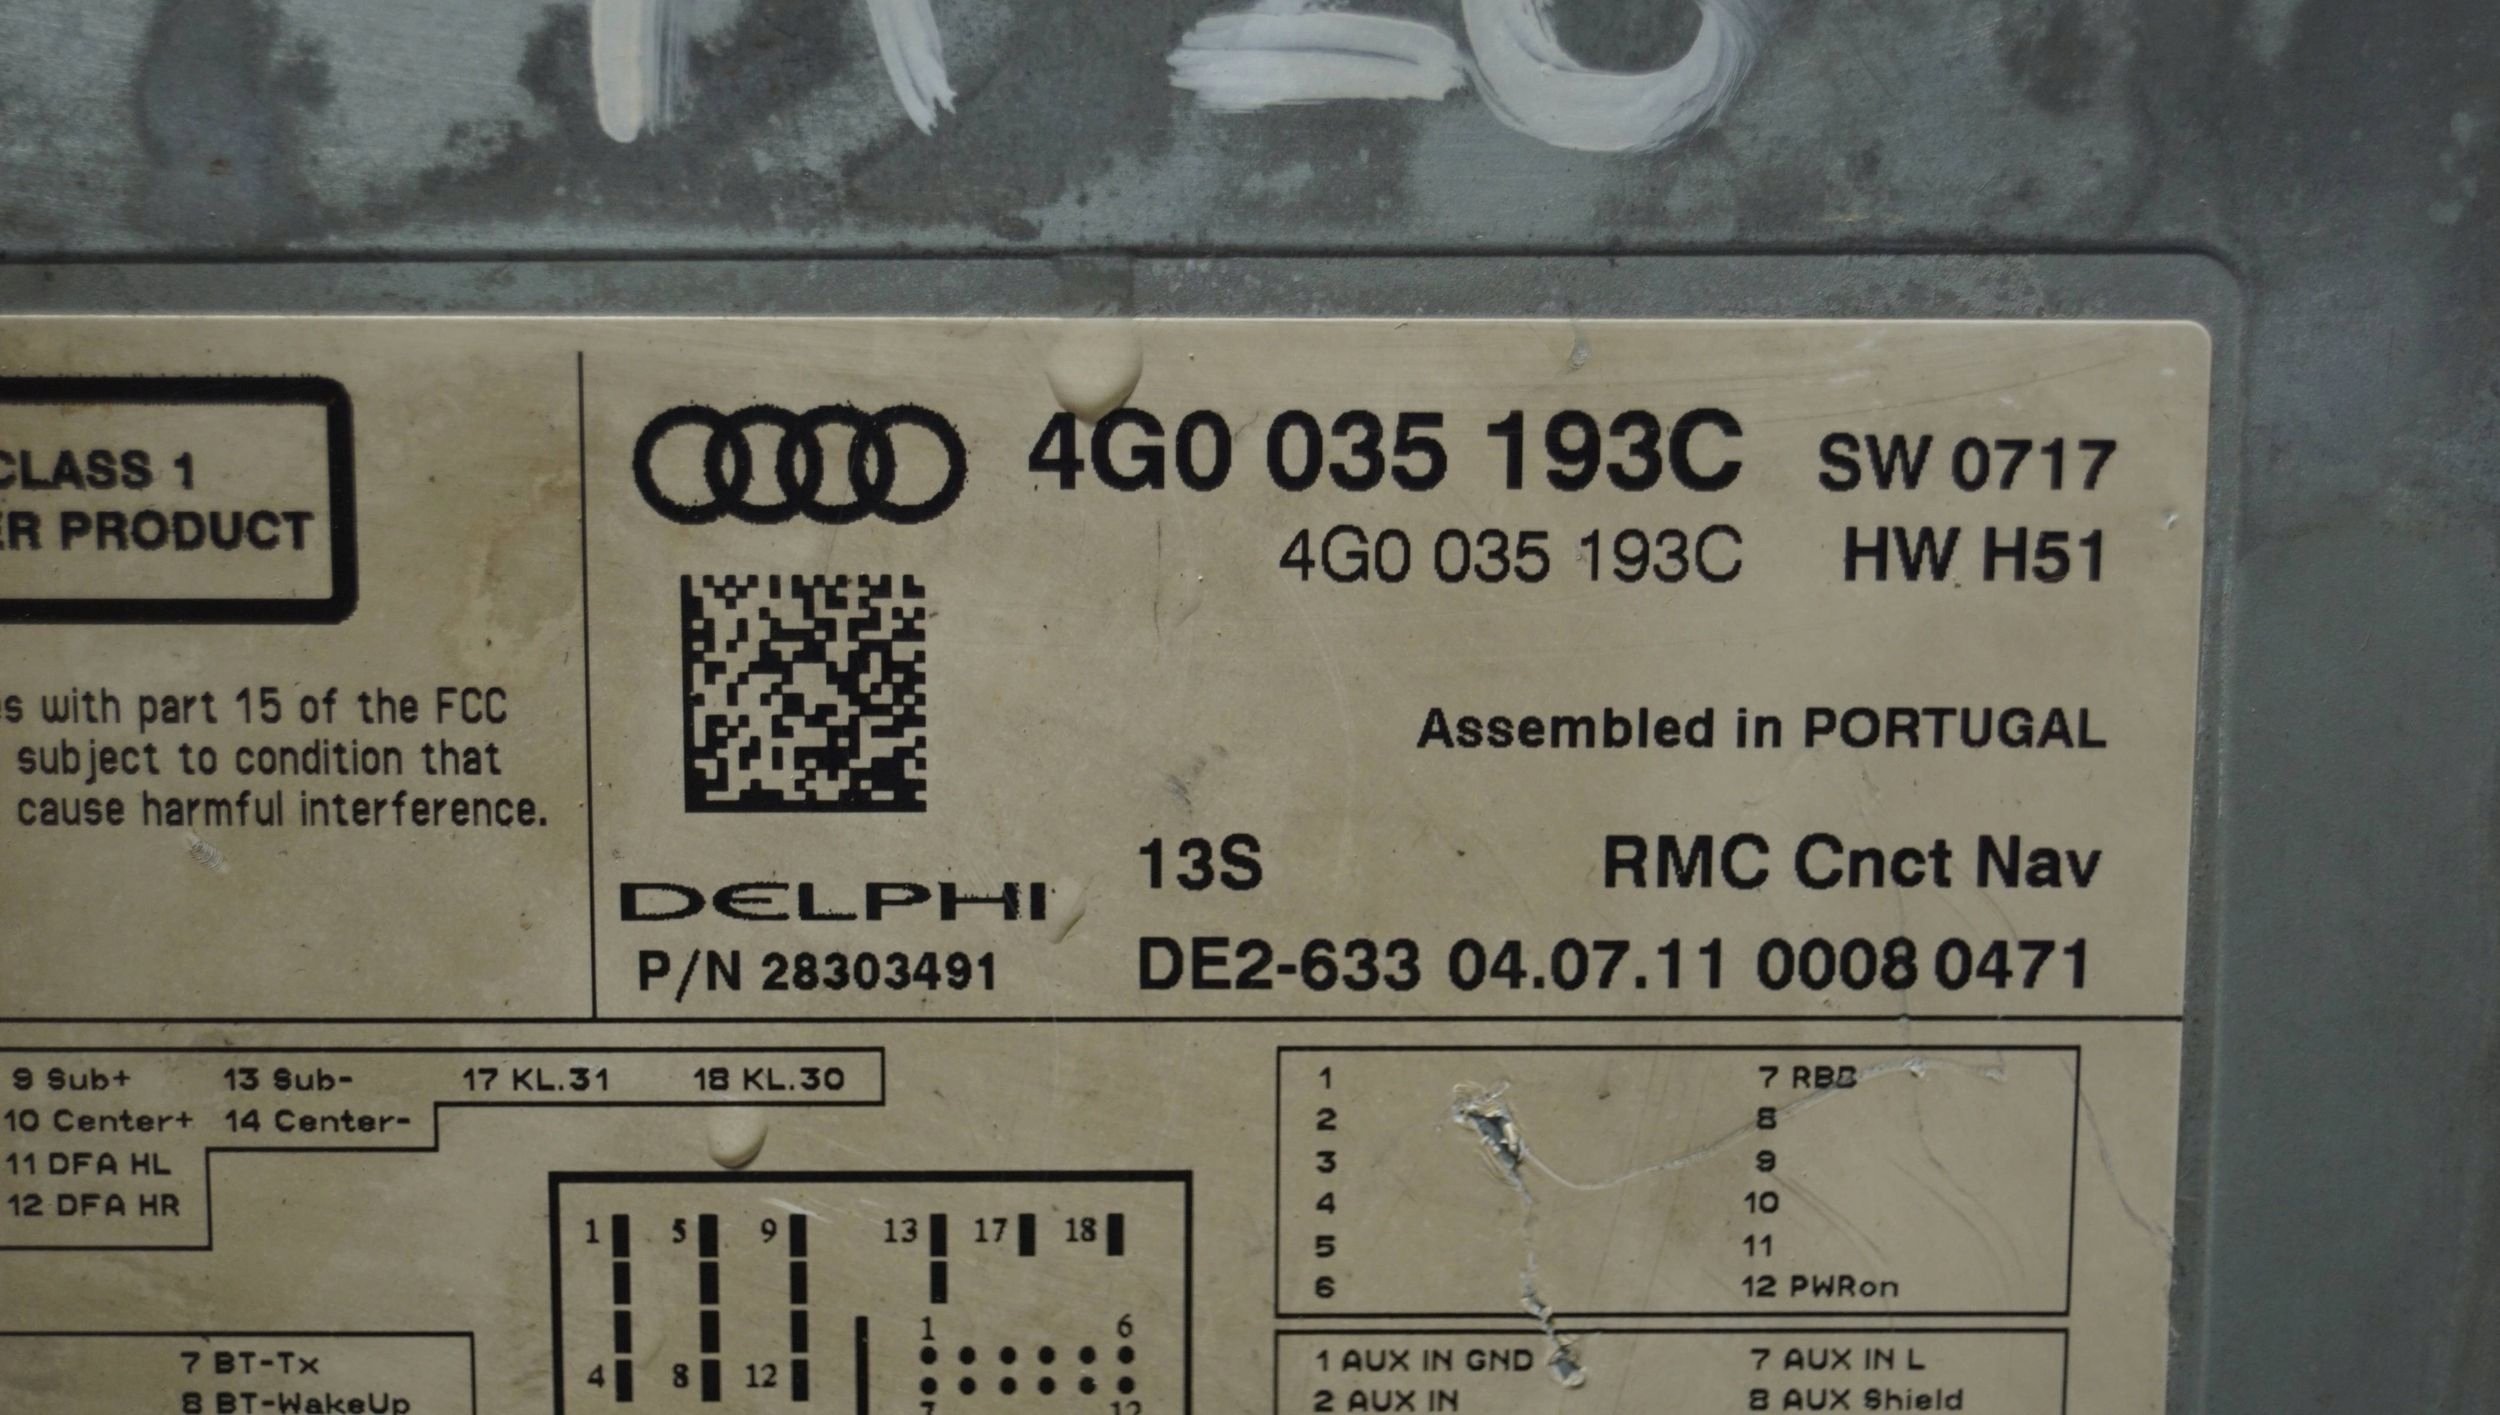 CLASS 1
PRODUCT
4G0 035 193C SW 0717
4G0 035 193C HW H51
with part 15 of the FCC
subject to condition that
cause harmful interference.
Assembled in PORTUGAL
13S RMC Cnct Nav
DELPHI
P/N 28303491
DE2-633 04.07.11 0008 0471
9 Sub+ 13 Sub- 17 KL.31 18 KL.30
10 Center+ 14 Center-
11 DFA HL
12 DFA HR
1 5 9 13 17 18
4 8 12
1 6
7 12
7 BT-Tx
8 BT-WakeUp
1 7 RBB
2 8
3 9
4 10
5 11
6 12 PWRon
1 AUX IN GND 7 AUX IN L
2 AUX IN 8 AUX Shield